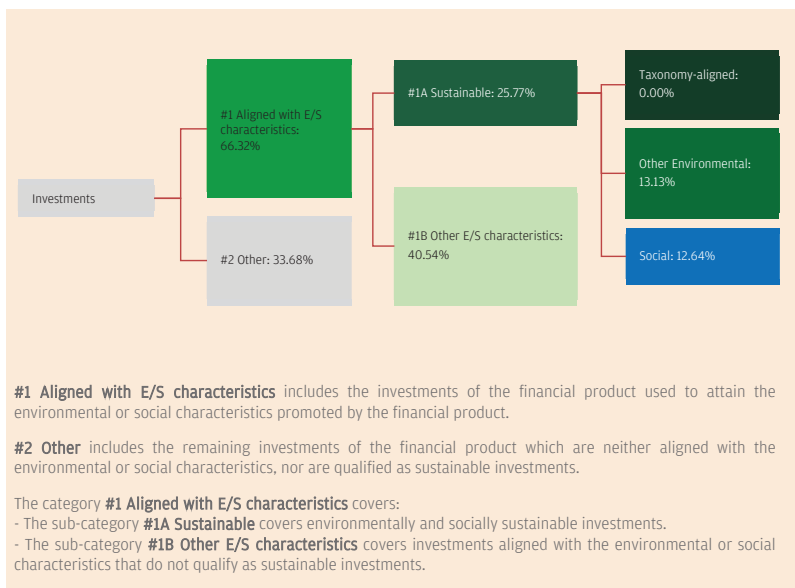 Investments
#1 Aligned with E/S
characteristics:
66.32%
#2 Other: 33.68%
#1A Sustainable: 25.77%
#1B Other E/S characteristics:
40.54%
Taxonomy-aligned:
0.00%
Other Environmental:
13.13%
Social: 12.64%
#1 Aligned with E/S characteristics includes the investments of the financial product used to attain the
environmental or social characteristics promoted by the financial product.
#2 Other includes the remaining investments of the financial product which are neither aligned with the
environmental or social characteristics, nor are qualified as sustainable investments.
The category #1 Aligned with E/S characteristics covers:
- The sub-category #1A Sustainable covers environmentally and socially sustainable investments.
- The sub-category #1B Other E/S characteristics covers investments aligned with the environmental or social
characteristics that do not qualify as sustainable investments.